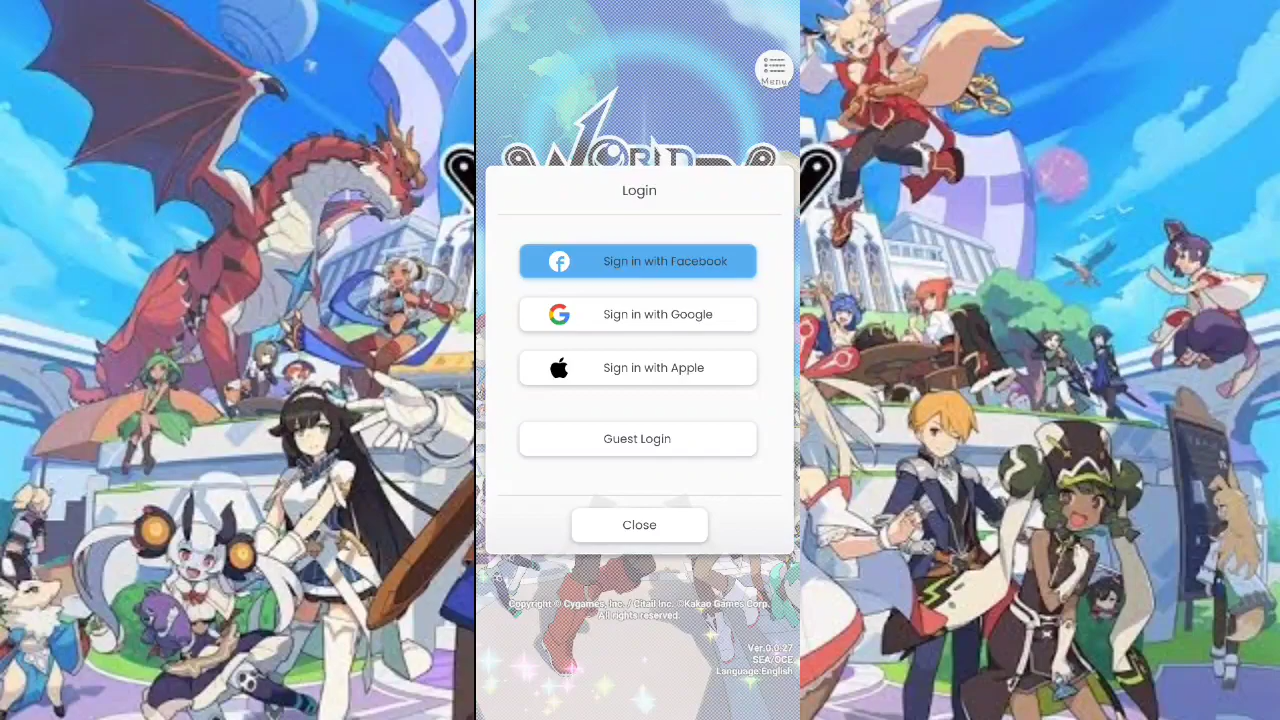 Menu
WORLD
Login
Sign in with Facebook
Sign in with Google
Sign in with Apple
Guest Login
Close
Copyright © Cygames, Inc. / Citail Inc. ©Kakao Games Corp.
All rights reserved.
Ver.0.0.27
SEA/OCE
Language:English